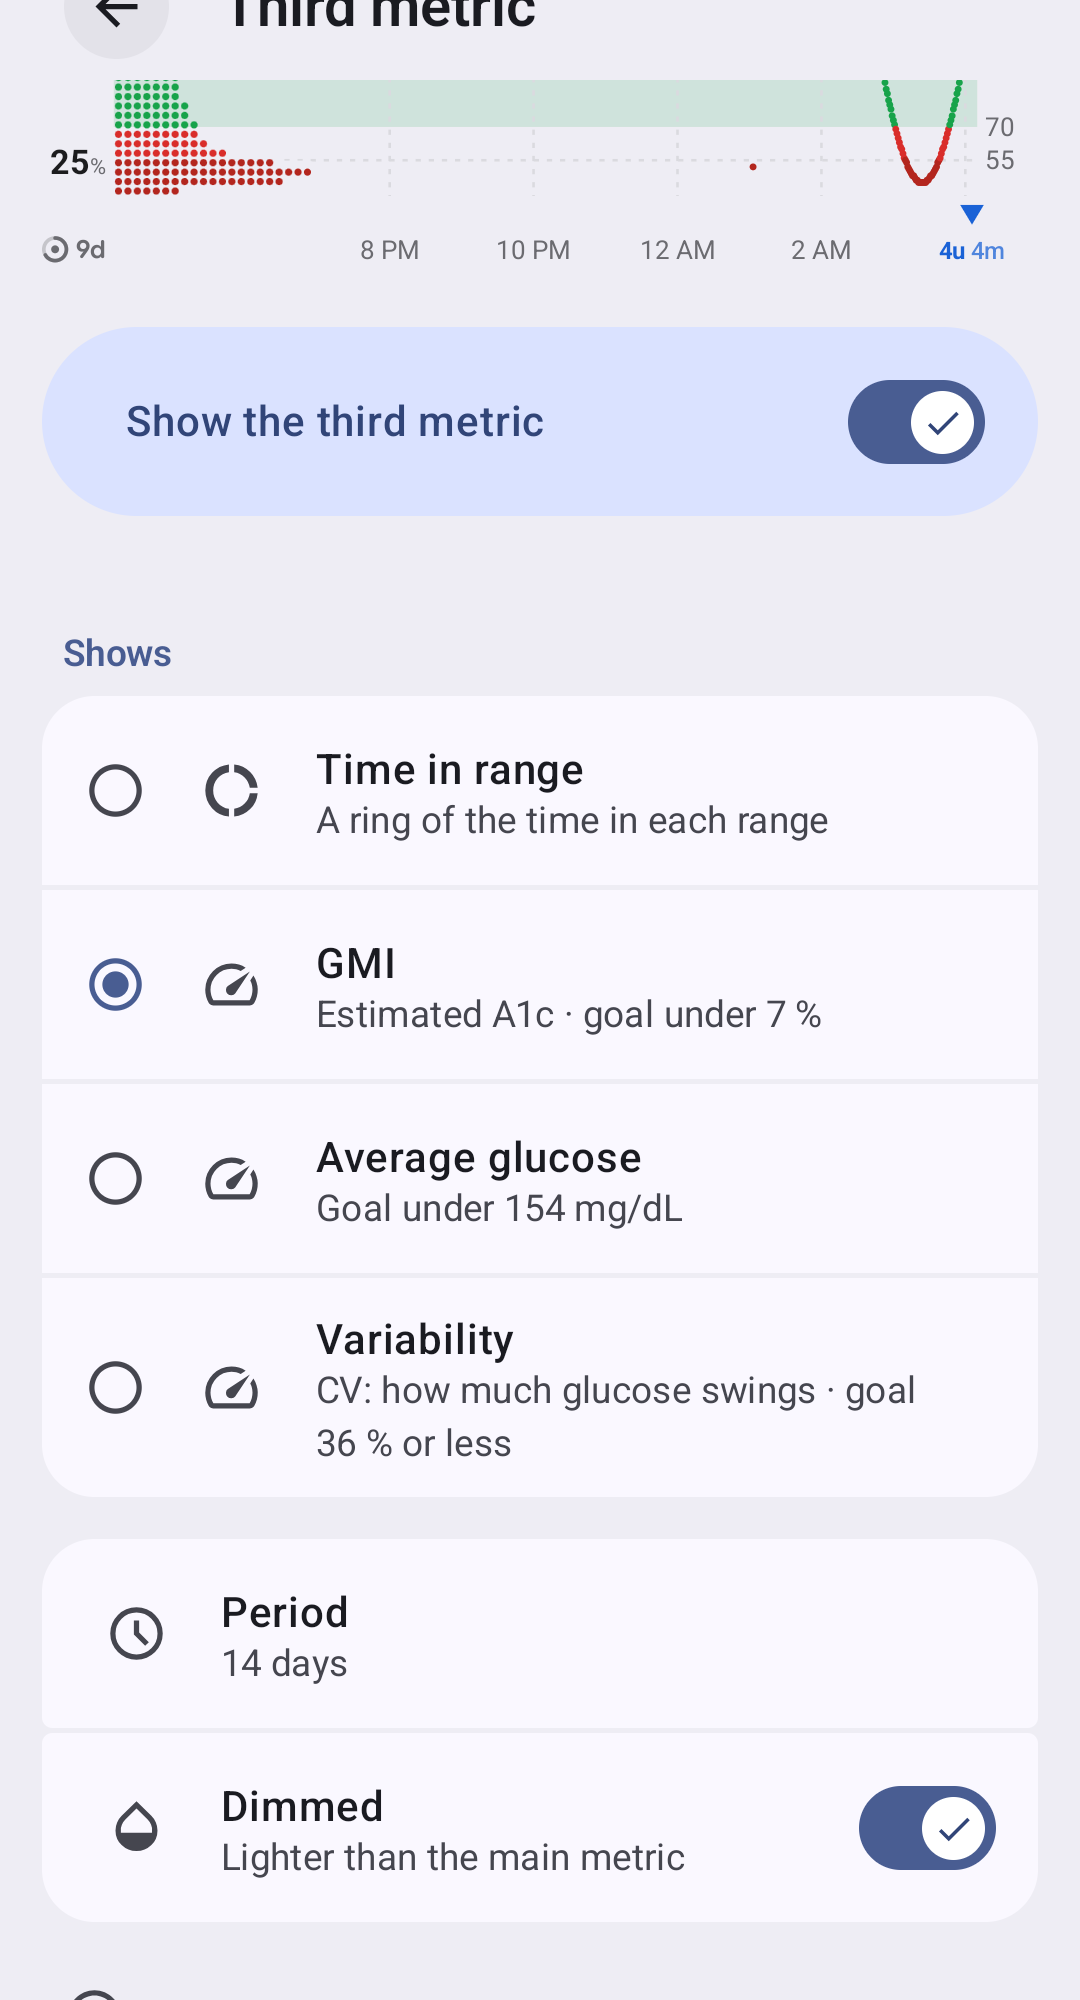 Third metric
70
25%
55
9d
8 PM
10 PM
12 AM
2 AM
4u 4m
Show the third metric
Shows
Time in range
A ring of the time in each range
GMI
Estimated A1c · goal under 7 %
Average glucose
Goal under 154 mg/dL
Variability
CV: how much glucose swings · goal
36 % or less
Period
14 days
Dimmed
Lighter than the main metric